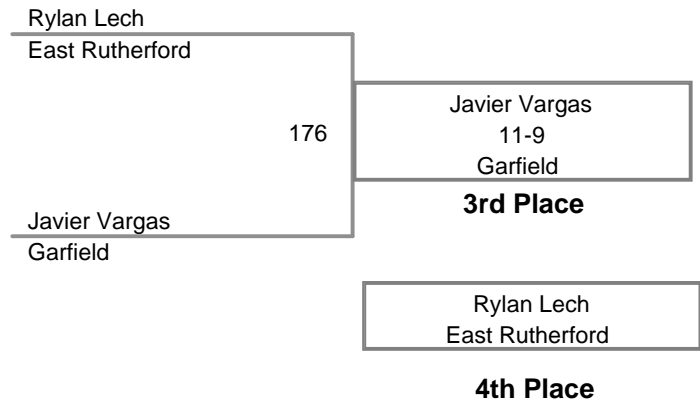 Rylan Lech
East Rutherford
176
Javier Vargas
11-9
Garfield
3rd Place
Javier Vargas
Garfield
Rylan Lech
East Rutherford
4th Place